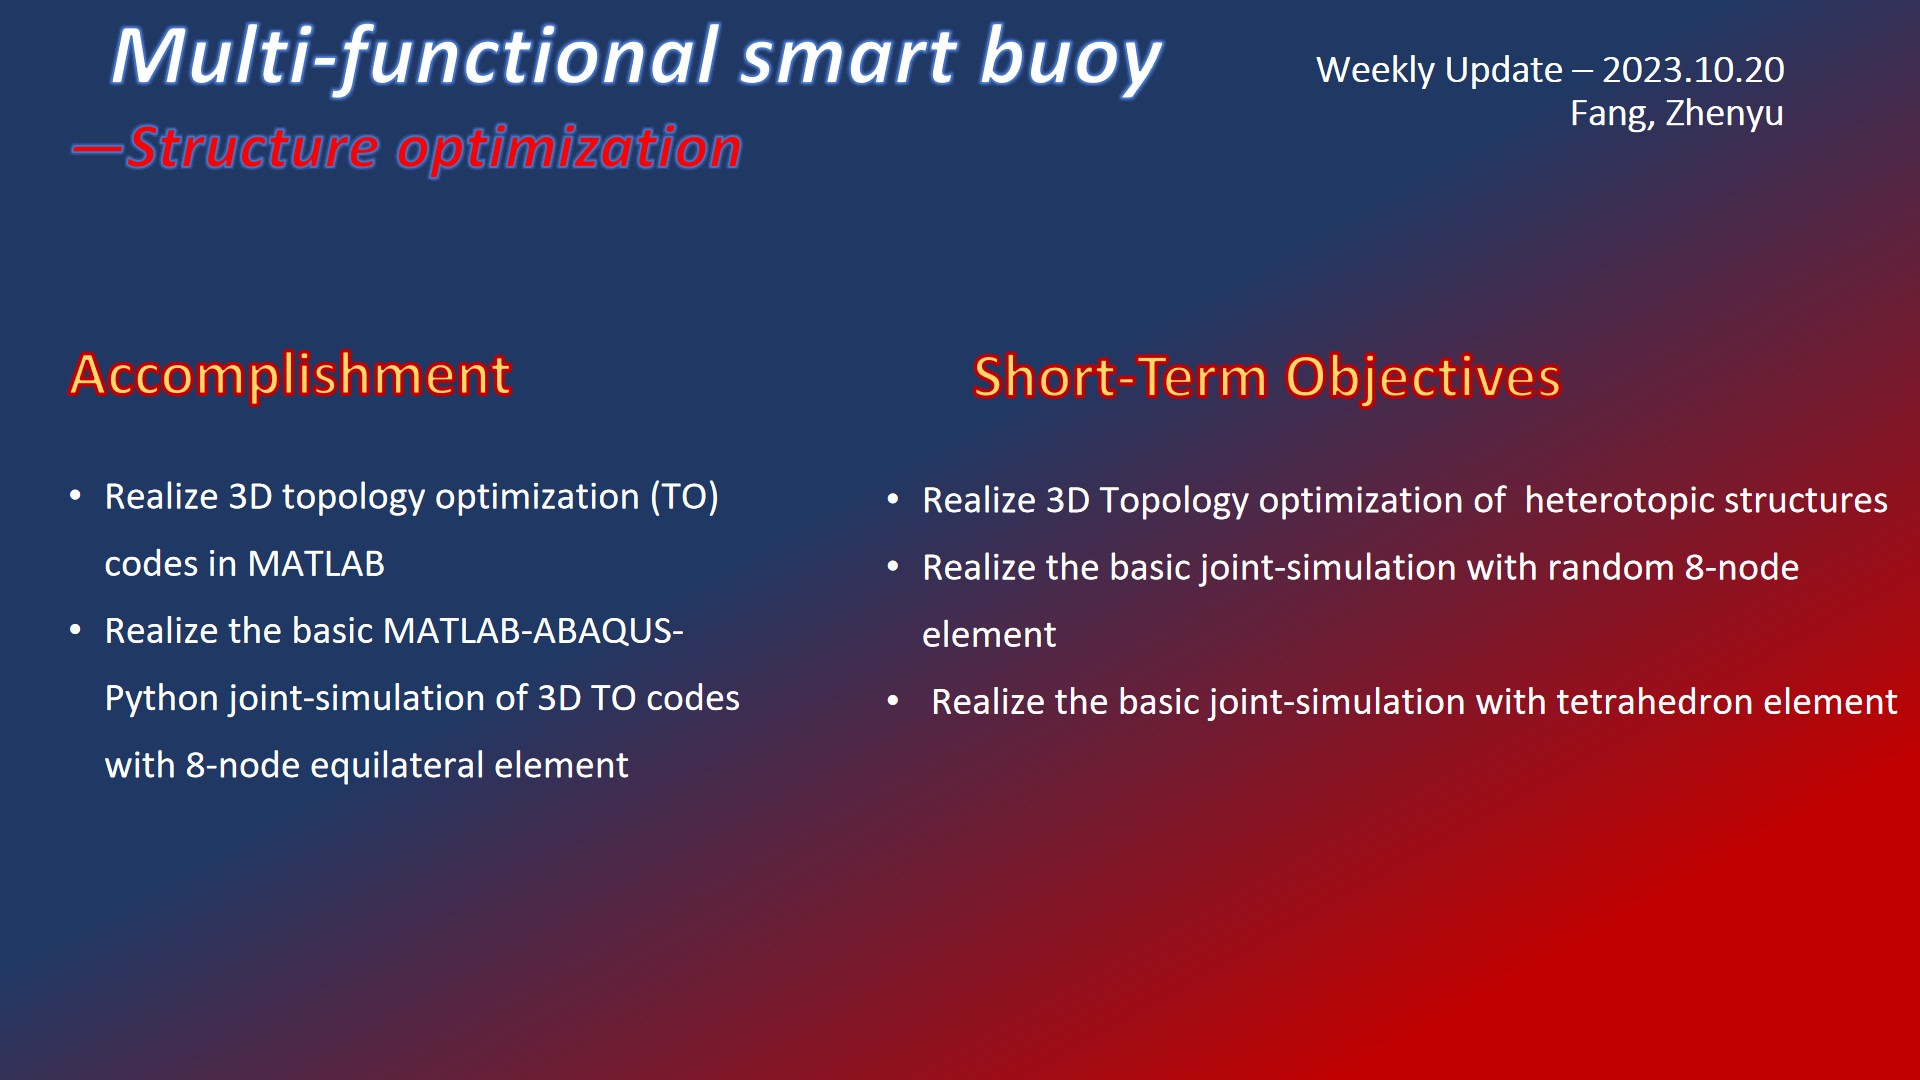 Multi-functional smart buoy
—Structure optimization
Weekly Update – 2023.10.20
Fang, Zhenyu
Accomplishment
• Realize 3D topology optimization (TO)
codes in MATLAB
• Realize the basic MATLAB-ABAQUS-
Python joint-simulation of 3D TO codes
with 8-node equilateral element
Short-Term Objectives
• Realize 3D Topology optimization of  heterotopic structures
• Realize the basic joint-simulation with random 8-node
element
•  Realize the basic joint-simulation with tetrahedron element